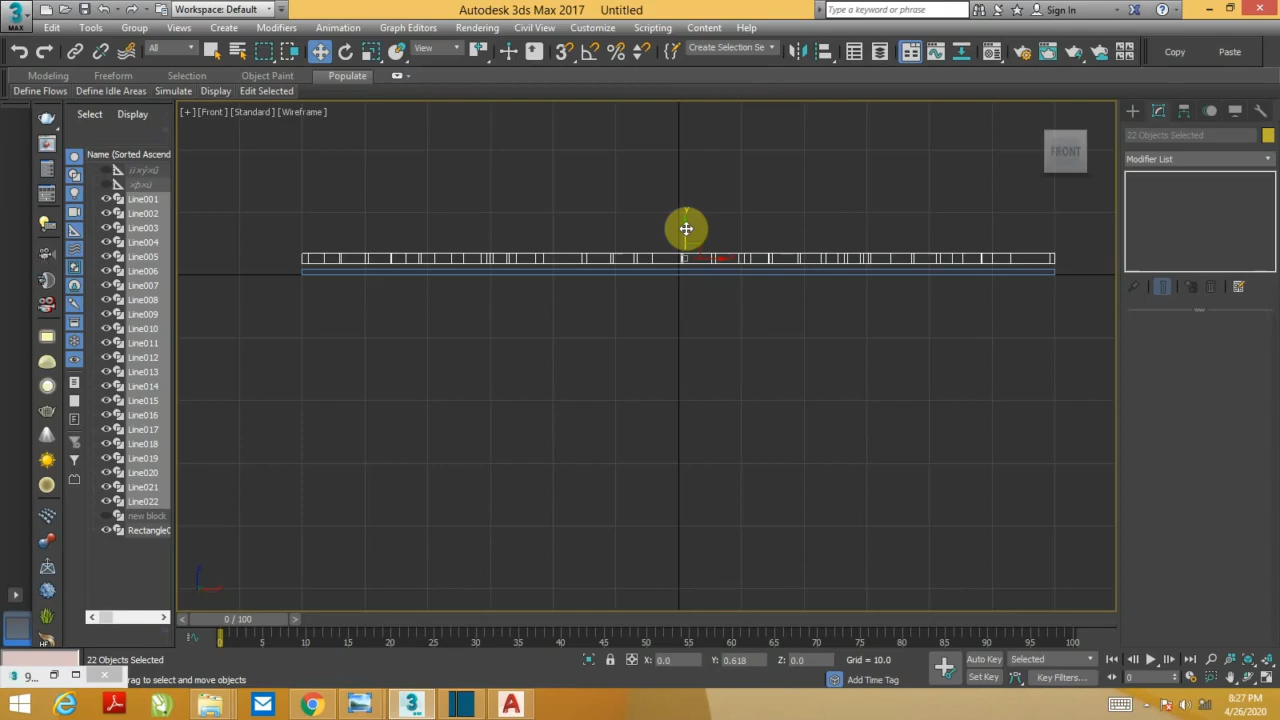 3 MAX
Workspace: Default
Autodesk 3ds Max 2017 Untitled
Type a keyword or phrase
Sign In
Edit Tools Group Views Create Modifiers Animation Graph Editors Rendering Civil View Customize Scripting Content Help
All
View
Create Selection Se
Copy Paste
Modeling Freeform Selection Object Paint Populate
Define Flows Define Idle Areas Simulate Display Edit Selected
Select Display
[+] [Front] [Standard] [Wireframe]
FRONT
22 Objects Selected
Modifier List
Name (Sorted Ascend
Line001
Line002
Line003
Line004
Line005
Line006
Line007
Line008
Line009
Line010
Line011
Line012
Line013
Line014
Line015
Line016
Line017
Line018
Line019
Line020
Line021
Line022
new block
Rectangle0
y
0 / 100
0 5 10 15 20 25 30 35 40 45 50 55 60 65 70 75 80 85 90 95 100
22 Objects Selected
X: 0.0 Y: 0.618 Z: 0.0 Grid = 10.0
Auto Key Selected
9...
drag to select and move objects
Add Time Tag
Set Key Key Filters...
0
8:27 PM
4/26/2020